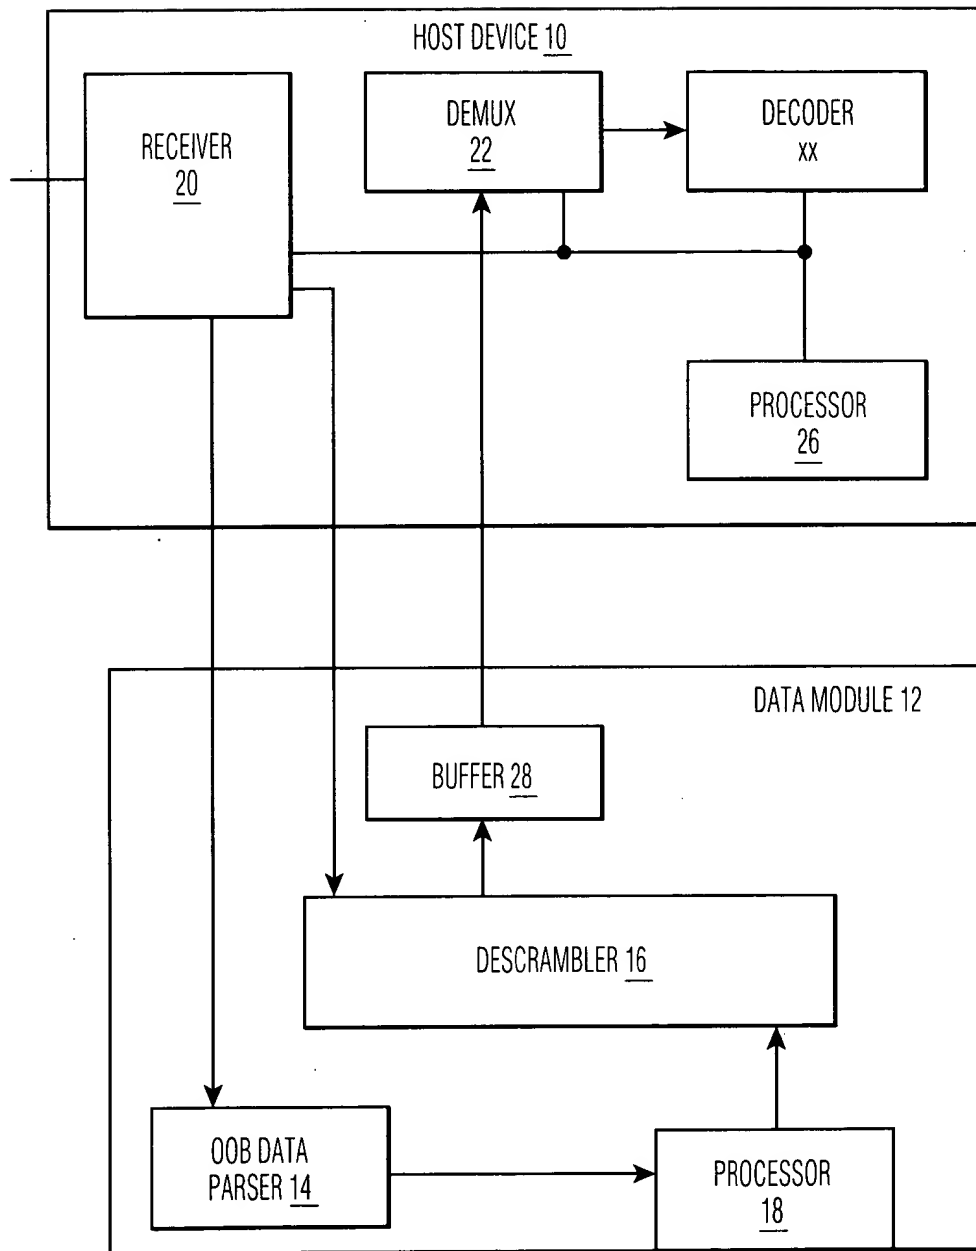 HOST DEVICE 10
RECEIVER
20
DEMUX
22
DECODER
xx
PROCESSOR
26
DATA MODULE 12
BUFFER 28
DESCRAMBLER 16
OOB DATA
PARSER 14
PROCESSOR
18